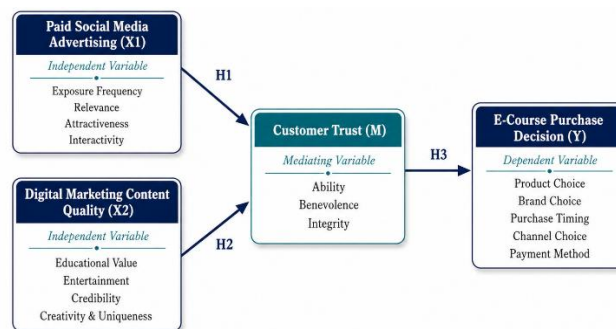 Paid Social Media
Advertising (X1)
Independent Variable
Exposure Frequency
Relevance
Attractiveness
Interactivity
H1
Digital Marketing Content
Quality (X2)
Independent Variable
Educational Value
Entertainment
Credibility
Creativity & Uniqueness
H2
Customer Trust (M)
Mediating Variable
Ability
Benevolence
Integrity
H3
E-Course Purchase
Decision (Y)
Dependent Variable
Product Choice
Brand Choice
Purchase Timing
Channel Choice
Payment Method